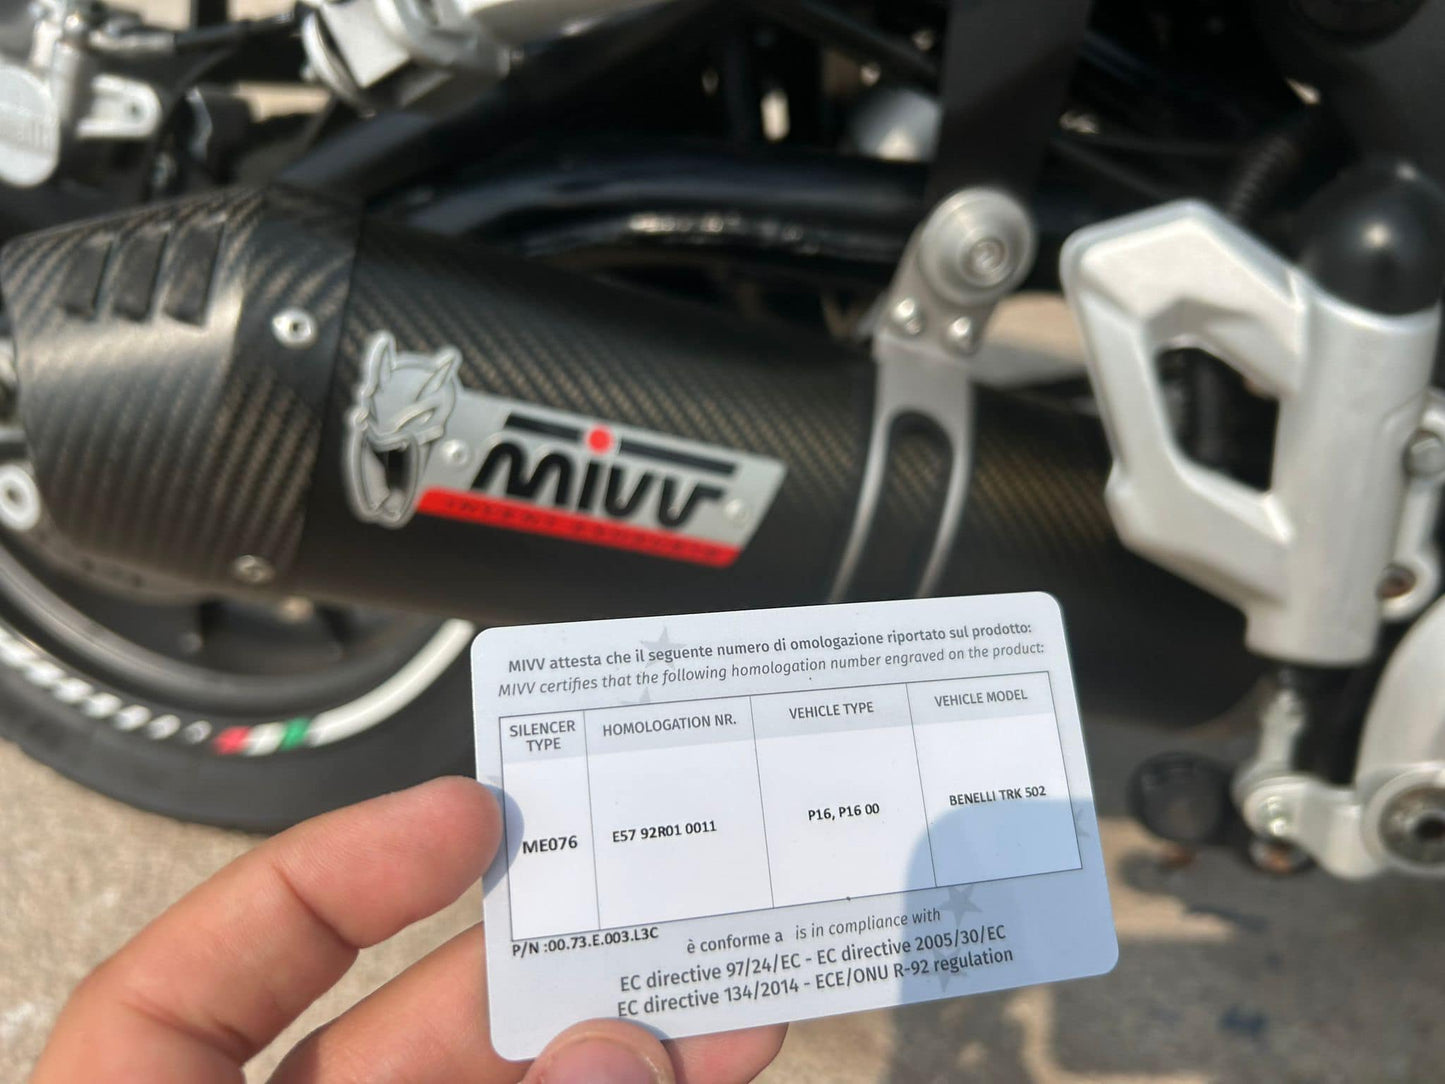 MIVV
MIVV attesta che il seguente numero di omologazione riportato sul prodotto:
MIVV certifies that the following homologation number engraved on the product:
SILENCER TYPE HOMOLOGATION NR. VEHICLE TYPE VEHICLE MODEL
ME076 E57 92R01 0011 P16, P16 00 BENELLI TRK 502
P/N :00.73.E.003.L3C
è conforme a is in compliance with
EC directive 97/24/EC - EC directive 2005/30/EC
EC directive 134/2014 - ECE/ONU R-92 regulation